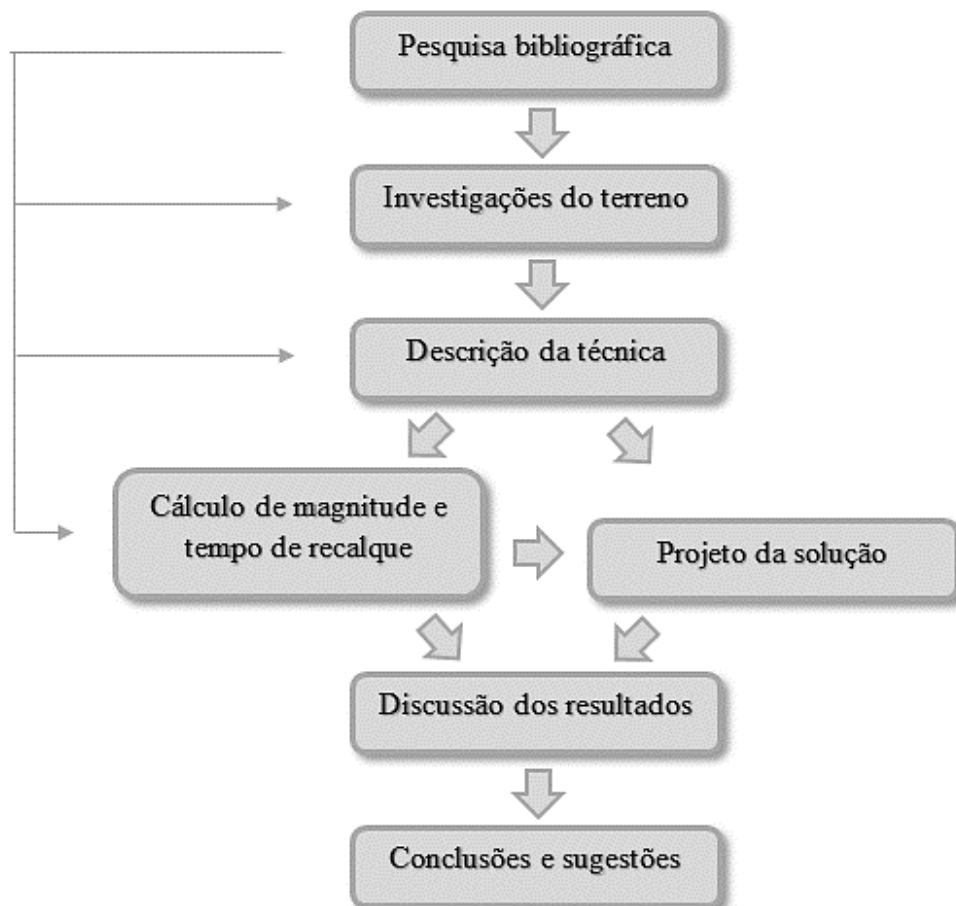 Pesquisa bibliográfica
Investigações do terreno
Descrição da técnica
Cálculo de magnitude e
tempo de recalque
Projeto da solução
Discussão dos resultados
Conclusões e sugestões